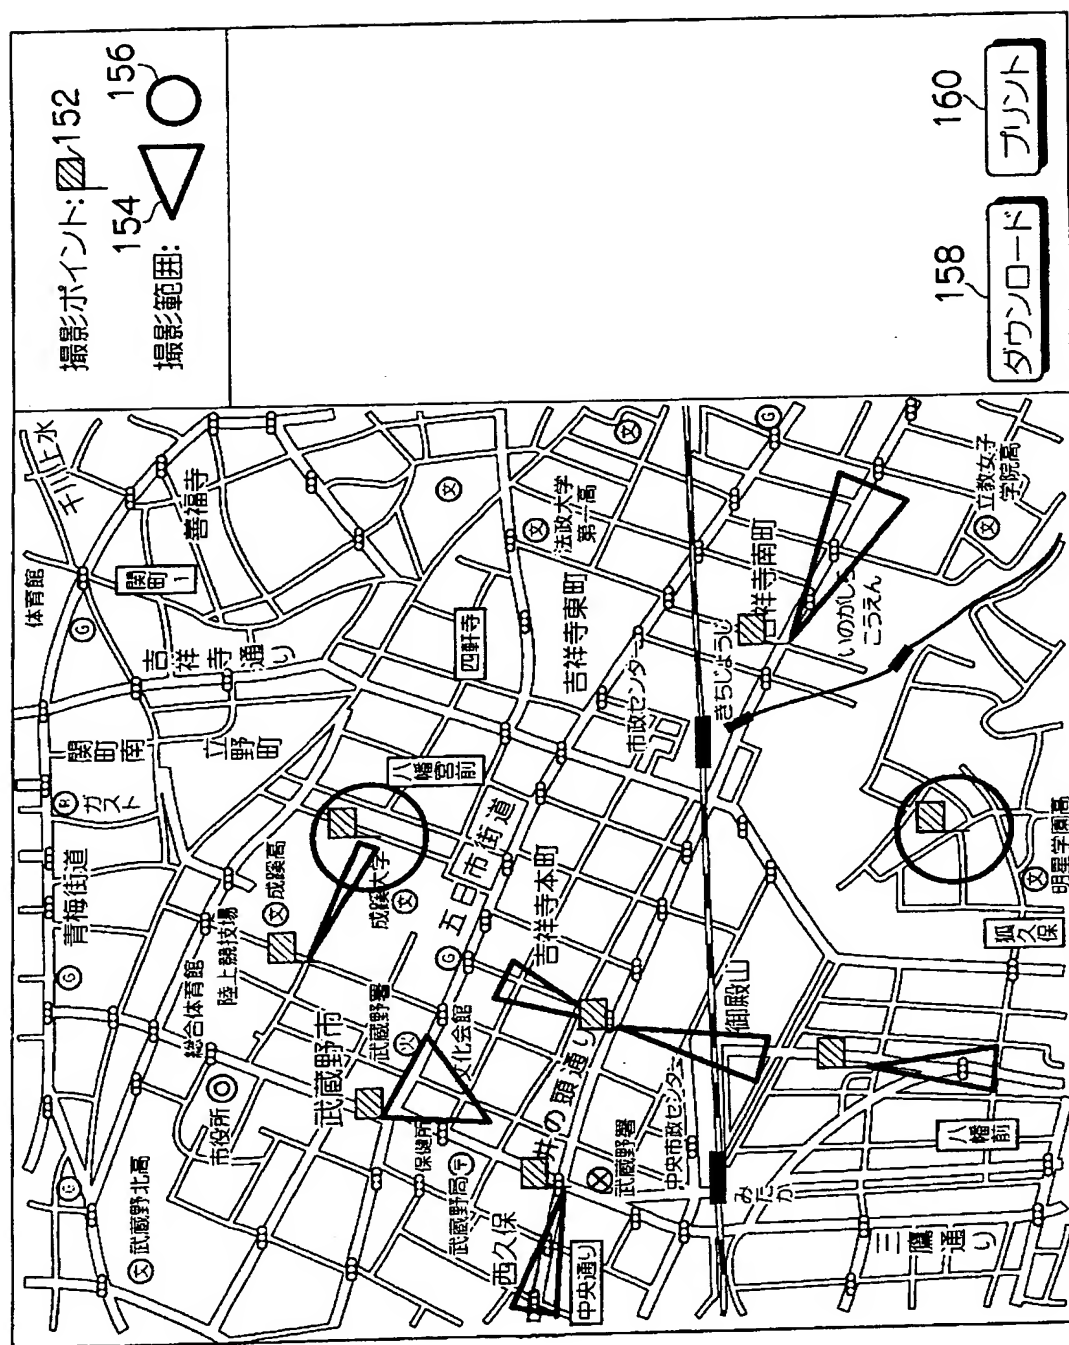 撮影ポイント:
152
撮影範囲:
154
156
ダウンロード
158
プリント
160
千川上水
善福寺
体育館
関町1
吉祥寺通り
関町南
立野町
ガスト
青梅街道
四軒寺
法政大学
第一高
吉祥寺東町
市政センター
きちじょうじ
吉祥寺南町
いのがしら
こうえん
立教女子
学院高
八幡宮前
成蹊高
成蹊大学
五日市街道
吉祥寺本町
陸上競技場
総合体育館
武蔵野市
武蔵野署
文化会館
市役所
武蔵野北高
保健所
武蔵野局
西久保
中央通り
井の頭通り
武蔵野署
中央市政センター
御殿山
みたか
三鷹通り
八幡前
狐久保
明星学園高